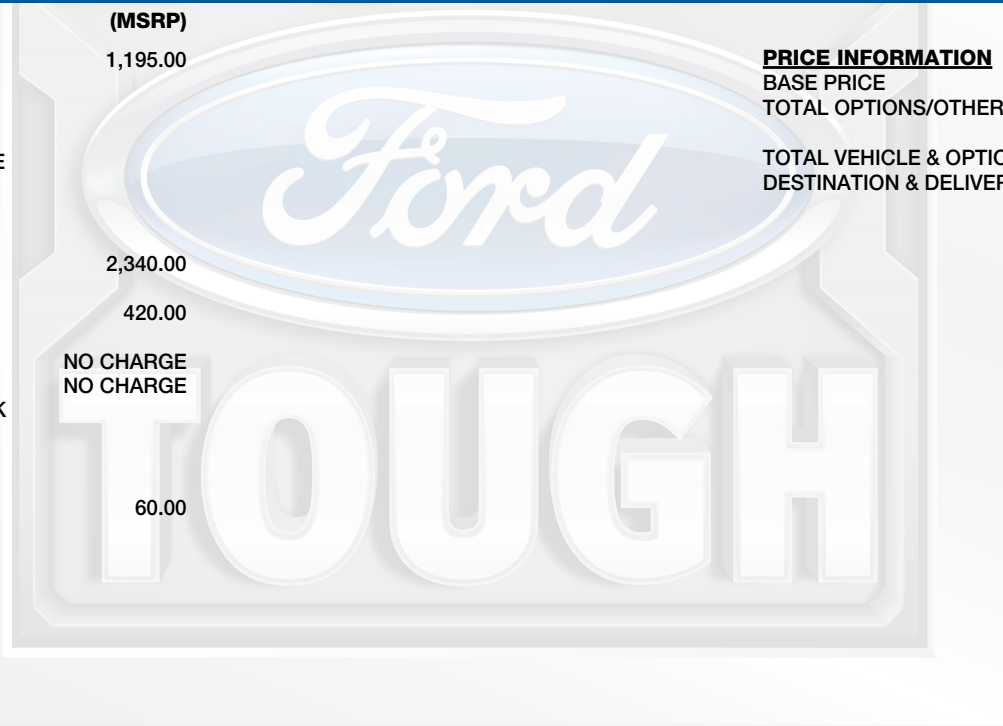 (MSRP)
1,195.00
E
2,340.00
420.00
NO CHARGE
NO CHARGE
K
60.00
PRICE INFORMATION
BASE PRICE
TOTAL OPTIONS/OTHER
TOTAL VEHICLE & OPTIO
DESTINATION & DELIVER
Ford
TOUGH